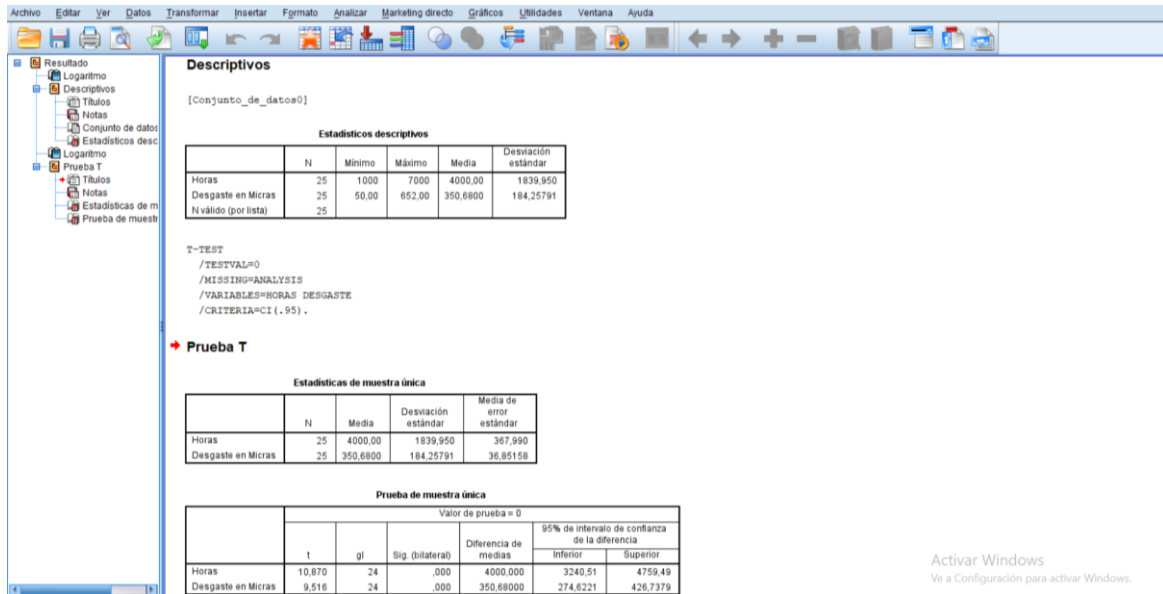 Archivo Editar Ver Datos Transformar Insertar Formato Analizar Marketing directo Gráficos Utilidades Ventana Ayuda
Resultado
Logaritmo
Descriptivos
Títulos
Notas
Conjunto de datos
Estadísticos desc
Logaritmo
Prueba T
Títulos
Notas
Estadísticas de m
Prueba de muestr
Descriptivos
[Conjunto_de_datos0]
Estadísticos descriptivos
N Mínimo Máximo Media Desviación estándar
Horas 25 1000 7000 4000,00 1839,950
Desgaste en Micras 25 50,00 652,00 350,6800 184,25791
N válido (por lista) 25
T-TEST
/TESTVAL=0
/MISSING=ANALYSIS
/VARIABLES=HORAS DESGASTE
/CRITERIA=CI(.95).
Prueba T
Estadísticas de muestra única
N Media Desviación estándar Media de error estándar
Horas 25 4000,00 1839,950 367,990
Desgaste en Micras 25 350,6800 184,25791 36,85158
Prueba de muestra única
Valor de prueba = 0
95% de intervalo de confianza de la diferencia
t gl Sig. (bilateral) Diferencia de medias Inferior Superior
Horas 10,870 24 ,000 4000,000 3240,51 4759,49
Desgaste en Micras 9,516 24 ,000 350,68000 274,6221 426,7379
Activar Windows
Ve a Configuración para activar Windows.